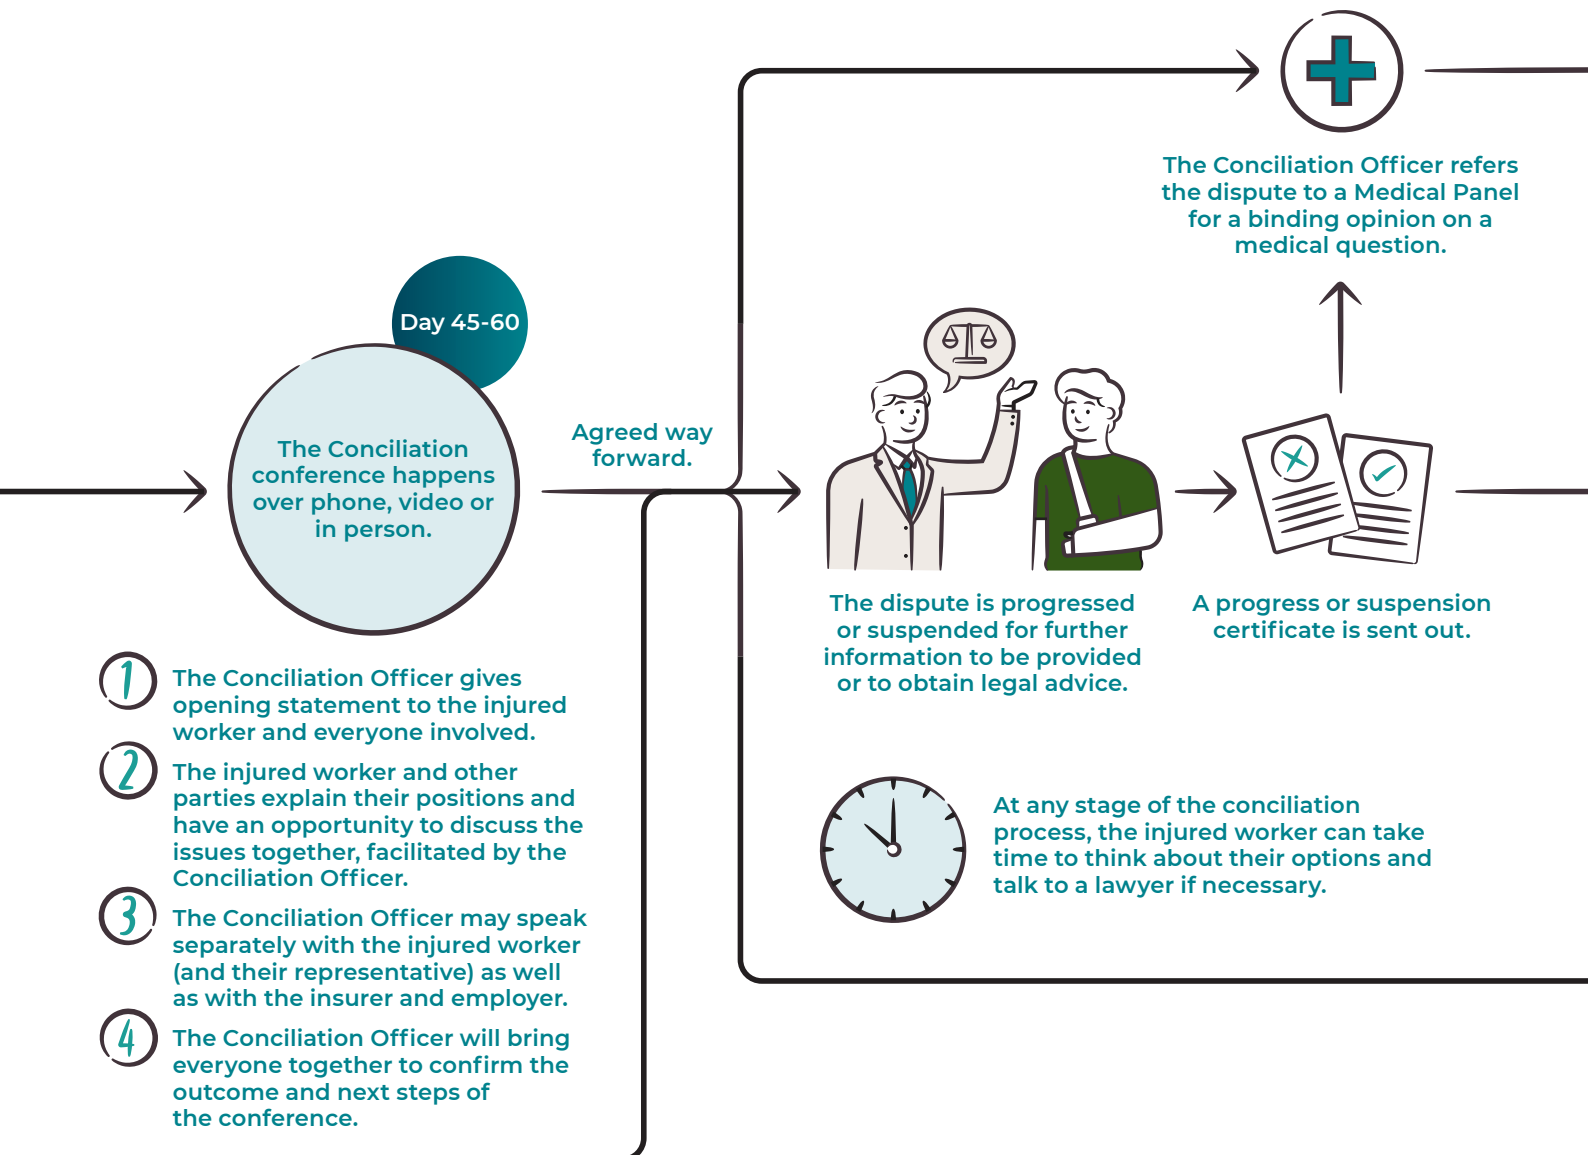 Day 45-60
The Conciliation
conference happens
over phone, video or
in person.
1
The Conciliation Officer gives
opening statement to the injured
worker and everyone involved.
2
The injured worker and other
parties explain their positions and
have an opportunity to discuss the
issues together, facilitated by the
Conciliation Officer.
3
The Conciliation Officer may speak
separately with the injured worker
(and their representative) as well
as with the insurer and employer.
4
The Conciliation Officer will bring
everyone together to confirm the
outcome and next steps of
the conference.
Agreed way
forward.
The Conciliation Officer refers
the dispute to a Medical Panel
for a binding opinion on a
medical question.
The dispute is progressed
or suspended for further
information to be provided
or to obtain legal advice.
A progress or suspension
certificate is sent out.
At any stage of the conciliation
process, the injured worker can take
time to think about their options and
talk to a lawyer if necessary.